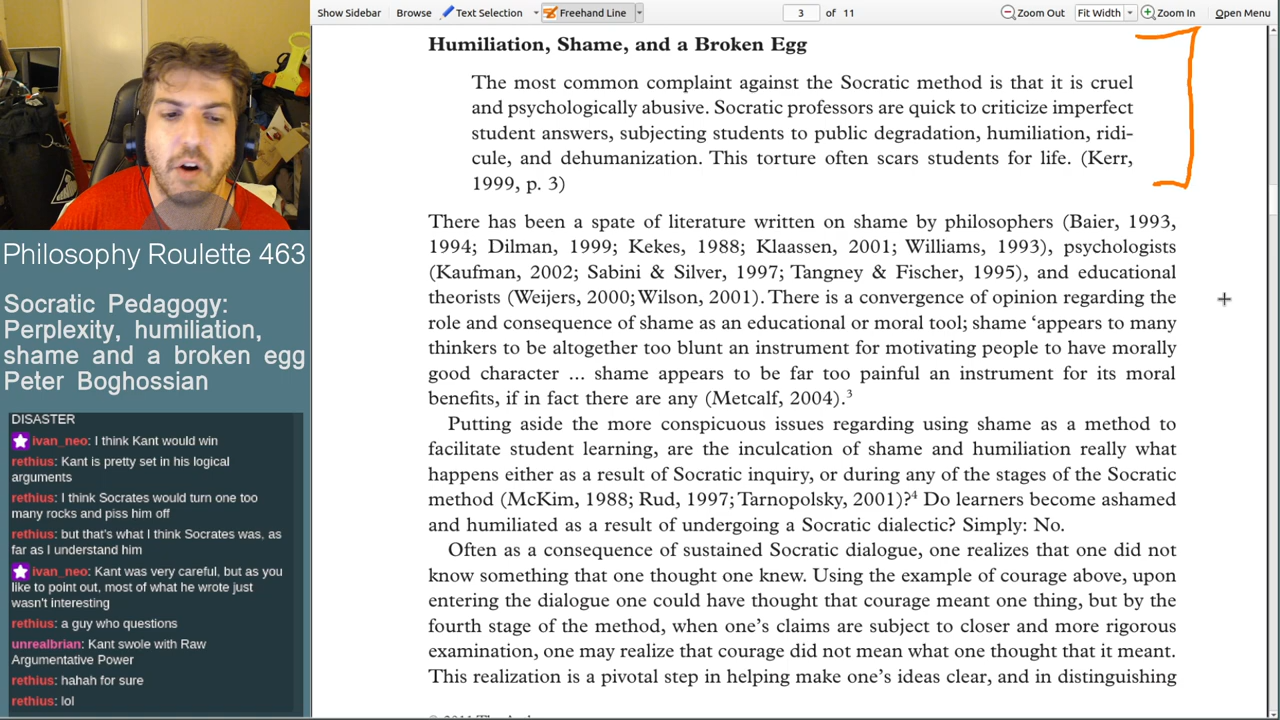 Show Sidebar Browse Text Selection Freehand Line 3 of 11 Zoom Out Fit Width Zoom In Open Menu
Humiliation, Shame, and a Broken Egg
The most common complaint against the Socratic method is that it is cruel
and psychologically abusive. Socratic professors are quick to criticize imperfect
student answers, subjecting students to public degradation, humiliation, ridi-
cule, and dehumanization. This torture often scars students for life. (Kerr,
1999, p. 3)
There has been a spate of literature written on shame by philosophers (Baier, 1993,
1994; Dilman, 1999; Kekes, 1988; Klaassen, 2001; Williams, 1993), psychologists
(Kaufman, 2002; Sabini & Silver, 1997; Tangney & Fischer, 1995), and educational
theorists (Weijers, 2000; Wilson, 2001). There is a convergence of opinion regarding the
role and consequence of shame as an educational or moral tool; shame ‘appears to many
thinkers to be altogether too blunt an instrument for motivating people to have morally
good character ... shame appears to be far too painful an instrument for its moral
benefits, if in fact there are any (Metcalf, 2004).³
Putting aside the more conspicuous issues regarding using shame as a method to
facilitate student learning, are the inculcation of shame and humiliation really what
happens either as a result of Socratic inquiry, or during any of the stages of the Socratic
method (McKim, 1988; Rud, 1997; Tarnopolsky, 2001)?⁴ Do learners become ashamed
and humiliated as a result of undergoing a Socratic dialectic? Simply: No.
Often as a consequence of sustained Socratic dialogue, one realizes that one did not
know something that one thought one knew. Using the example of courage above, upon
entering the dialogue one could have thought that courage meant one thing, but by the
fourth stage of the method, when one’s claims are subject to closer and more rigorous
examination, one may realize that courage did not mean what one thought that it meant.
This realization is a pivotal step in helping make one’s ideas clear, and in distinguishing
Philosophy Roulette 463
Socratic Pedagogy:
Perplexity, humiliation,
shame and a broken egg
Peter Boghossian
DISASTER
ivan_neo: I think Kant would win
rethius: Kant is pretty set in his logical
arguments
rethius: I think Socrates would turn one too
many rocks and piss him off
rethius: but that's what I think Socrates was, as
far as I understand him
ivan_neo: Kant was very careful, but as you
like to point out, most of what he wrote just
wasn't interesting
rethius: a guy who questions
unrealbrian: Kant swole with Raw
Argumentative Power
rethius: hahah for sure
rethius: lol